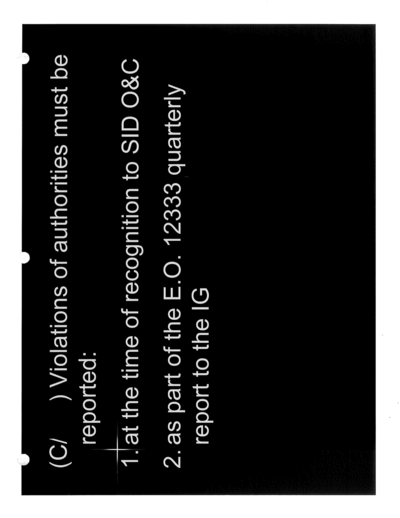 (C/ ) Violations of authorities must be
reported:
1. at the time of recognition to SID O&C
2. as part of the E.O. 12333 quarterly
report to the IG